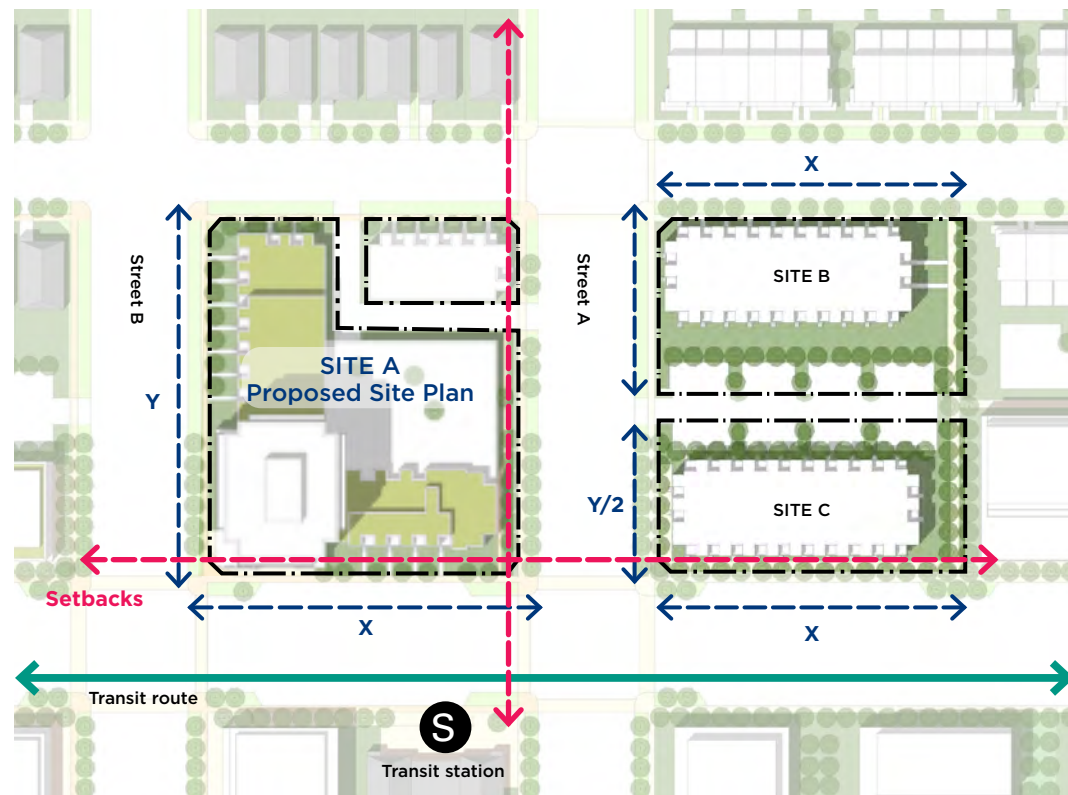 X
Street B
Street A
SITE B
SITE A
Proposed Site Plan
Y
Y/2
SITE C
Setbacks
X
X
Transit route
S
Transit station